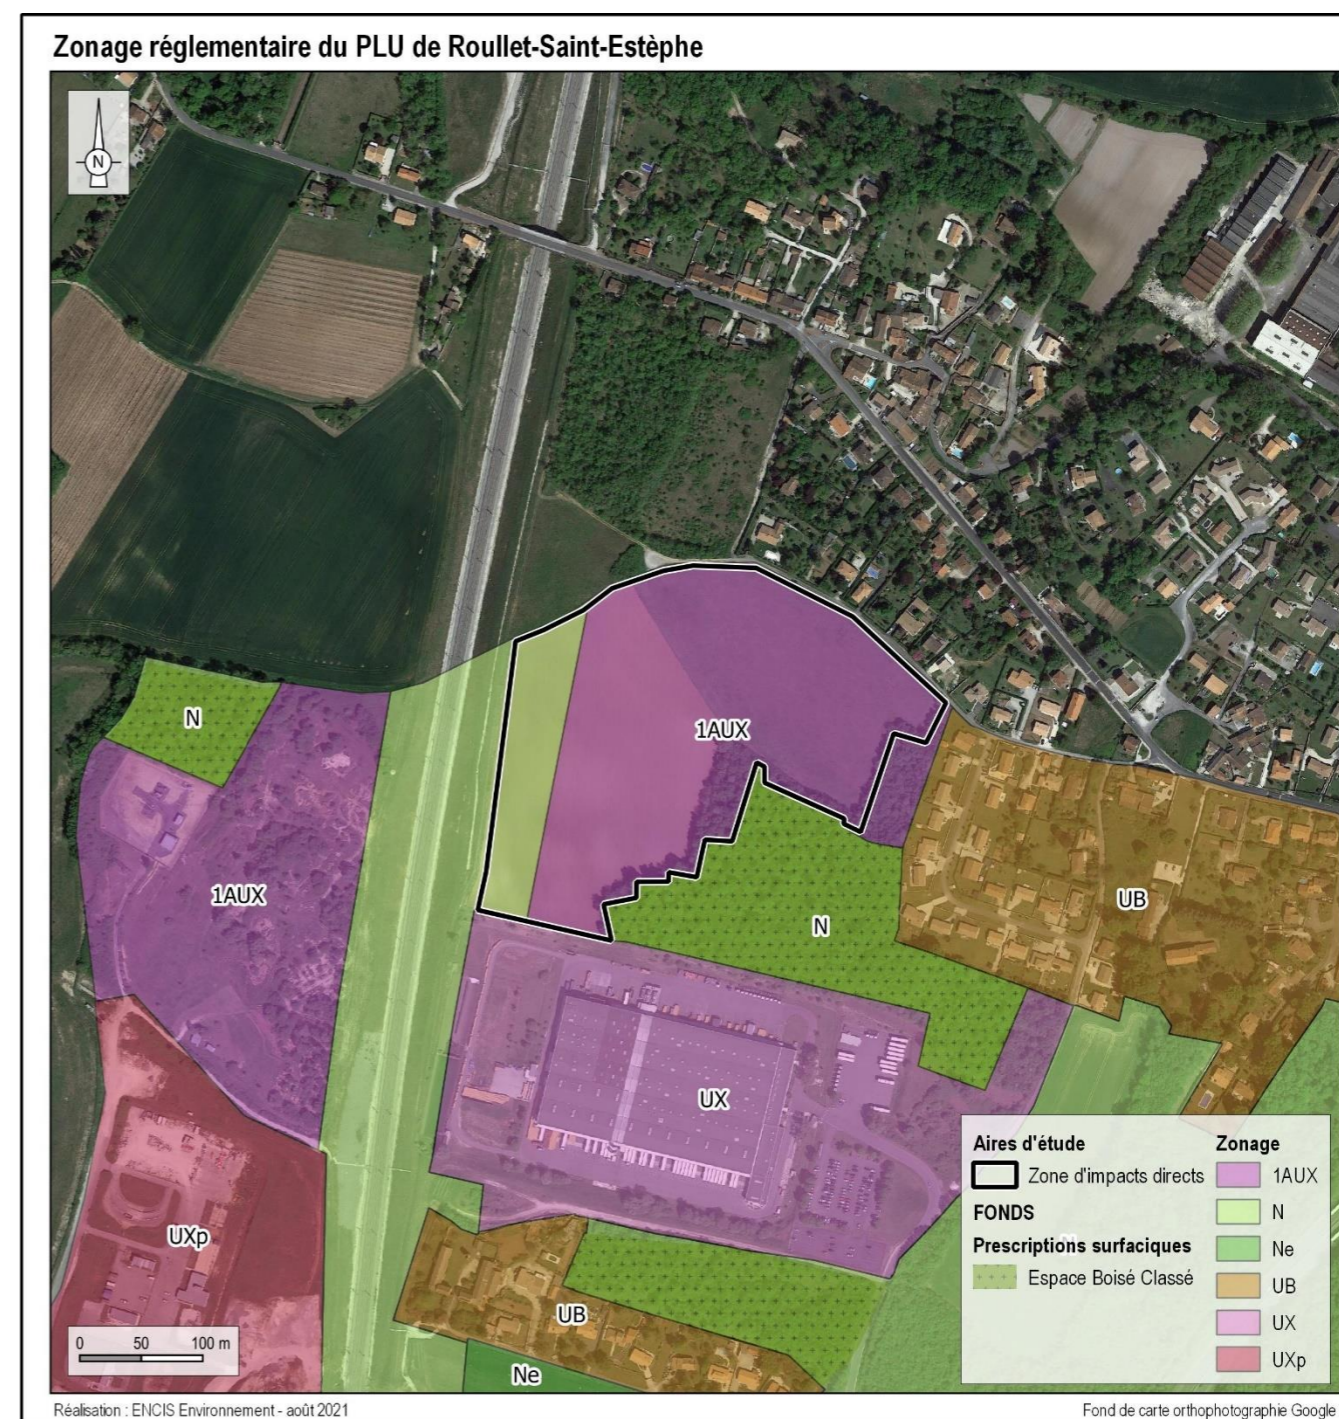 Zonage réglementaire du PLU de Roullet-Saint-Estèphe
N
N
1AUX
1AUX
UB
N
UX
UXp
UB
Ne
Aires d'étude
Zone d'impacts directs
FONDS
Prescriptions surfaciques
Espace Boisé Classé
Zonage
1AUX
N
Ne
UB
UX
UXp
0 50 100 m
Réalisation : ENCIS Environnement - août 2021
Fond de carte orthophotographie Google